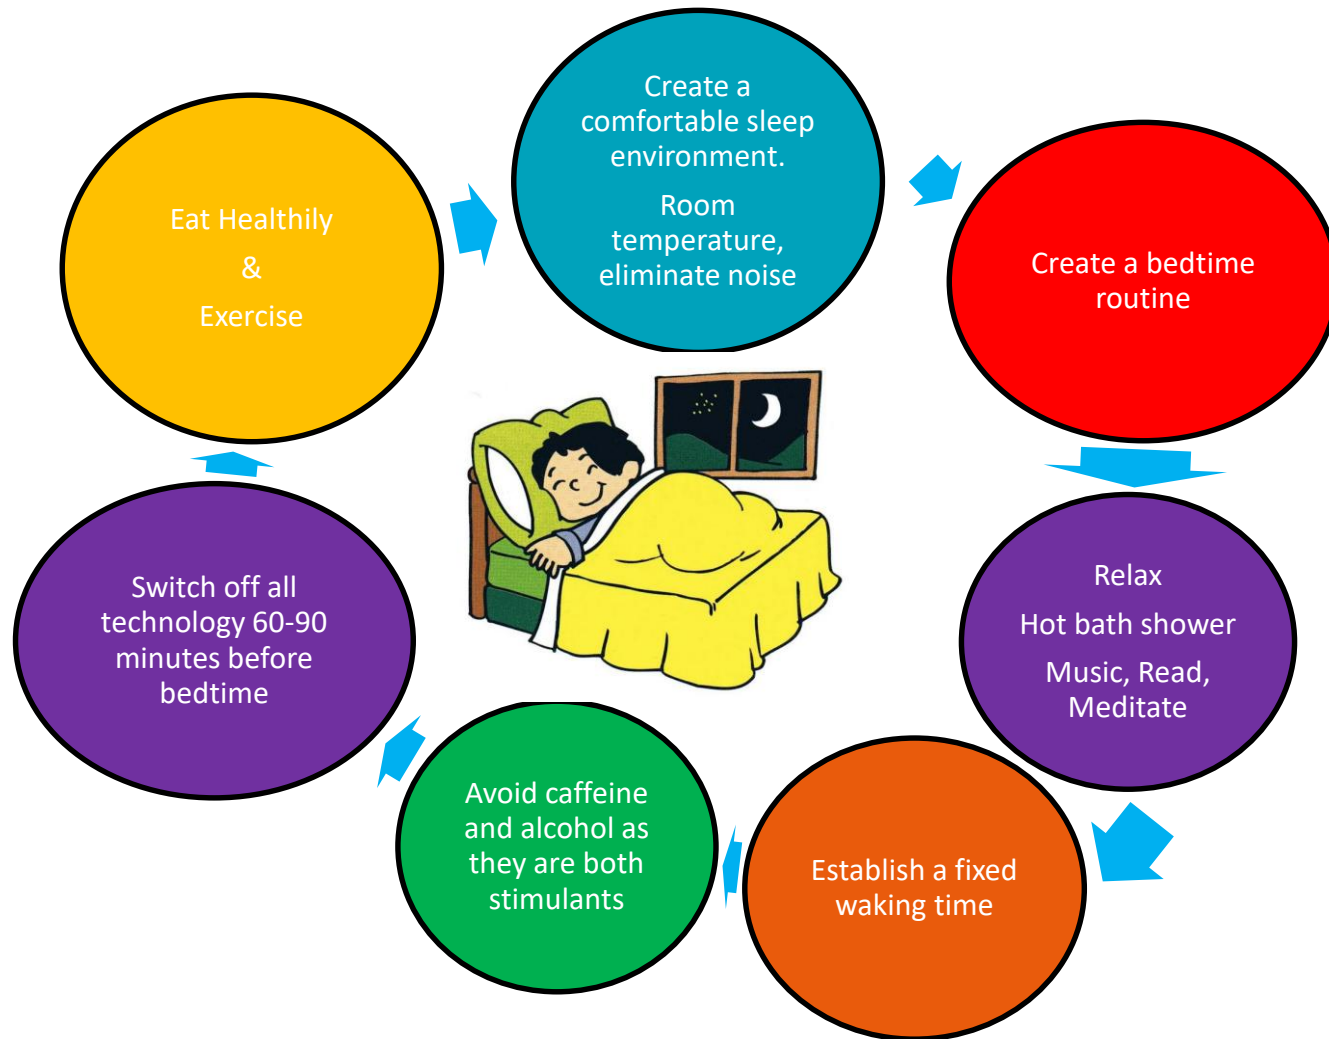 Create a
comfortable sleep
environment.
Room
temperature,
eliminate noise
Create a bedtime
routine
Relax
Hot bath shower
Music, Read,
Meditate
Establish a fixed
waking time
Avoid caffeine
and alcohol as
they are both
stimulants
Switch off all
technology 60-90
minutes before
bedtime
Eat Healthily
&
Exercise